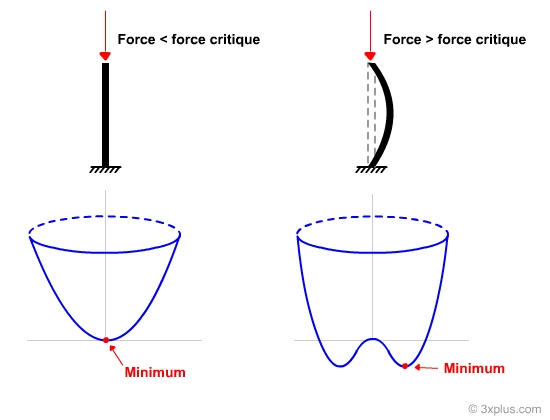 Force < force critique
Force > force critique
Minimum
Minimum
© 3xplus.com